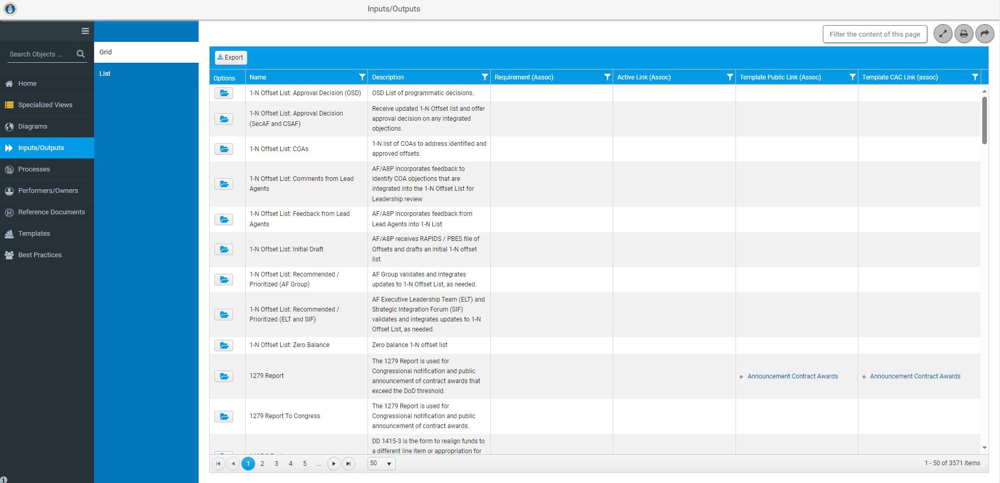 Inputs/Outputs
Search Objects ...
Home
Specialized Views
Diagrams
Inputs/Outputs
Processes
Performers/Owners
Reference Documents
Templates
Best Practices
Grid
List
Filter the content of this page
Export
Options
Name
Description
Requirement (Assoc)
Active Link (Assoc)
Template Public Link (Assoc)
Template CAC Link (assoc)
1-N Offset List: Approval Decision (OSD)
OSD List of programmatic decisions.
1-N Offset List: Approval Decision
(SecAF and CSAF)
Receive updated 1-N Offset list and offer
approval decision on any integrated
objections.
1-N Offset List: COAs
1-N list of COAs to address identified and
approved offsets.
1-N Offset List: Comments from Lead
Agents
AF/A8P incorporates feedback to
identify COA objections that are
integrated into the 1-N Offset List for
Leadership review
1-N Offset List: Feedback from Lead
Agents
AF/A8P incorporates feedback from
Lead Agents into 1-N List
1-N Offset List: Initial Draft
AF/A8P receives RAPIDS / PBES file of
Offsets and drafts an initial 1-N offset
list.
1-N Offset List: Recommended /
Prioritized (AF Group)
AF Group validates and integrates
updates to 1-N Offset List, as needed.
1-N Offset List: Recommended /
Prioritized (ELT and SIF)
AF Executive Leadership Team (ELT) and
Strategic Integration Forum (SIF)
validates and integrates updates to 1-N
Offset List, as needed.
1-N Offset List: Zero Balance
Zero balance 1-N offset list
1279 Report
The 1279 Report is used for
Congressional notification and public
announcement of contract awards that
exceed the DoD threshold.
Announcement Contract Awards
Announcement Contract Awards
1279 Report To Congress
The 1279 Report is used for
Congressional notification and public
announcement of contract awards.
DD 1415-3 is the form to realign funds to
a different line item or appropriation for
1 2 3 4 5 ...
50
1 - 50 of 3571 items